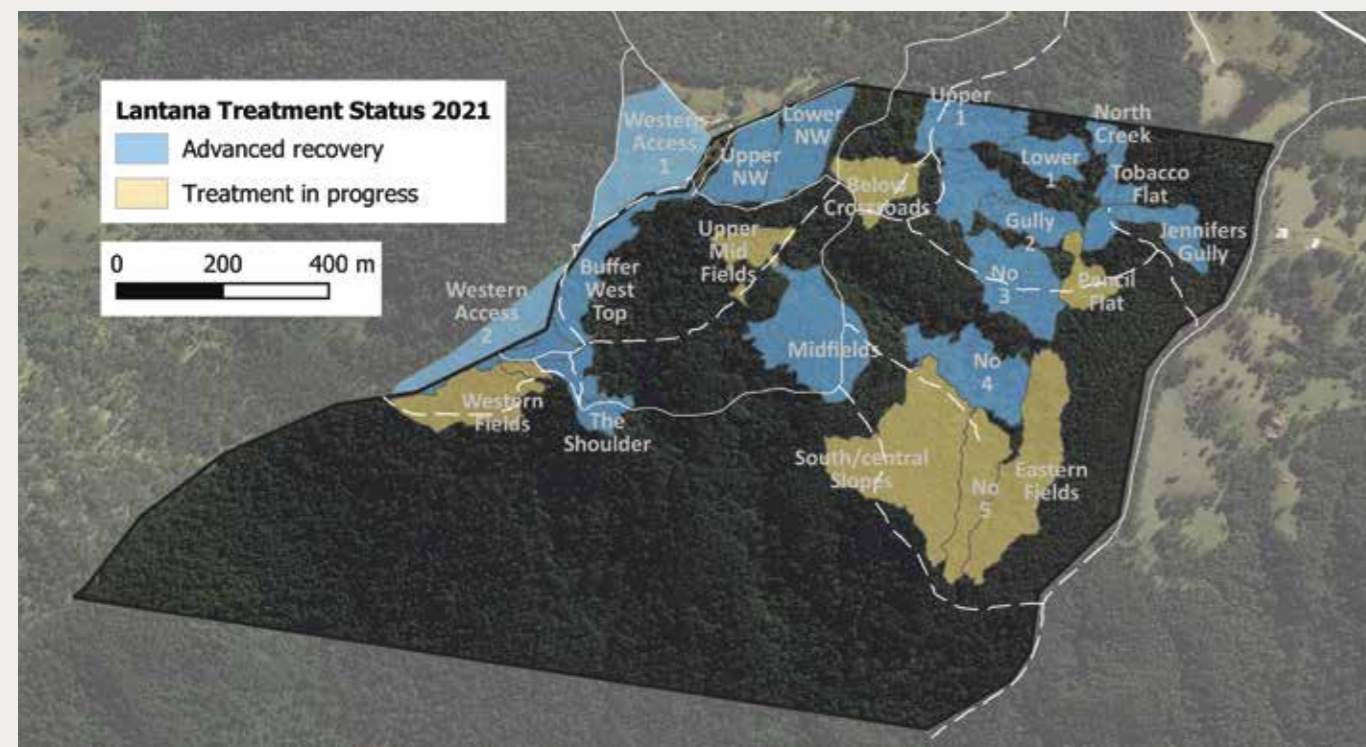 Lantana Treatment Status 2021
Advanced recovery
Treatment in progress
0 200 400 m
Western
Access
1
Upper
NW
Lower
NW
Upper
1
North
Creek
Lower
1
Tobacco
Flat
Below
Crossroads
Gully
2
Jennifers
Gully
Upper
Mid
Fields
No
3
Pencil
Flat
Buffer
West
Top
Western
Access
2
Midfields
No
4
Western
Fields
The
Shoulder
South/central
Slopes
No
5
Eastern
Fields